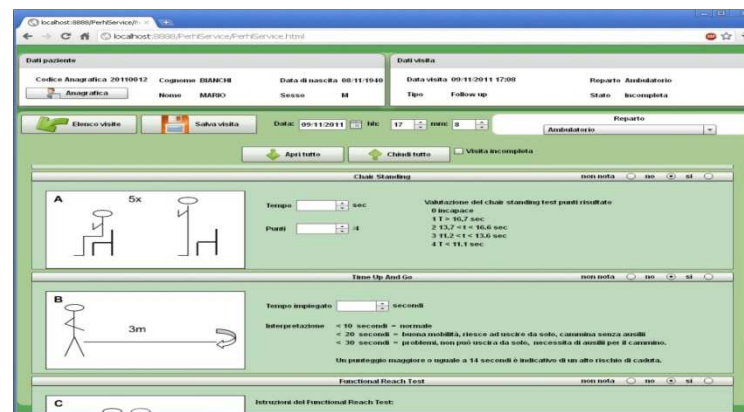 localhost:8888/PerhlService/P
localhost:8888/PerhlService/PerhlService.html
Dati paziente
Dati visita
Codice Anagrafica 20110012 Cognome BIANCHI Data di nascita 08/11/1940
Data visita 09/11/2011 17:08 Reparto Ambulatorio
Anagrafica Nome MARIO Sesso M
Tipo Follow up Stato Incompleta
Elenco visite Salva visita Data: 09/11/2011 hh: 17 mm: 8
Reparto
Ambulatorio
Apri tutto Chiudi tutto Visita incompleta
Chair Standing non nota no si
A 5x
Tempo sec
Punti /4
Valutazione del chair standing test punti risultato
0 incapace
1 T > 16,7 sec
2 13,7 <t < 16,6 sec
3 11,2 <t < 13,6 sec
4 T < 11.1 sec
Time Up And Go non nota no si
B
3m
Tempo impiegato secondi
Interpretazione < 10 secondi = normale
< 20 secondi = buona mobilità, riesce ad uscire da solo, cammina senza ausilii
< 30 secondi = problemi, non può uscire da solo, necessita di ausilii per il cammino.
Un punteggio maggiore o uguale a 14 secondi è indicativo di un alto rischio di caduta.
Functional Reach Test non nota no si
C
Istruzioni del Functional Reach Test: